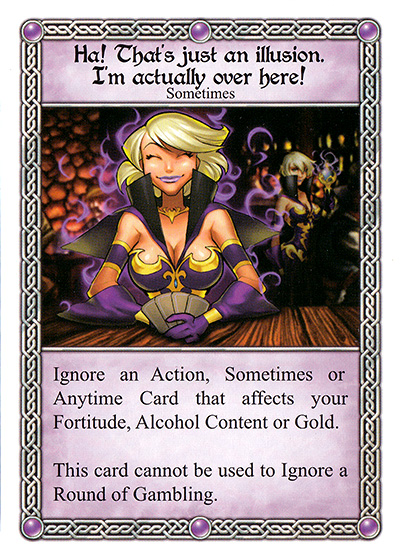 Ha! That's just an illusion.
I'm actually over here!
Sometimes
Ignore an Action, Sometimes or
Anytime Card that affects your
Fortitude, Alcohol Content or Gold.
This card cannot be used to Ignore a
Round of Gambling.